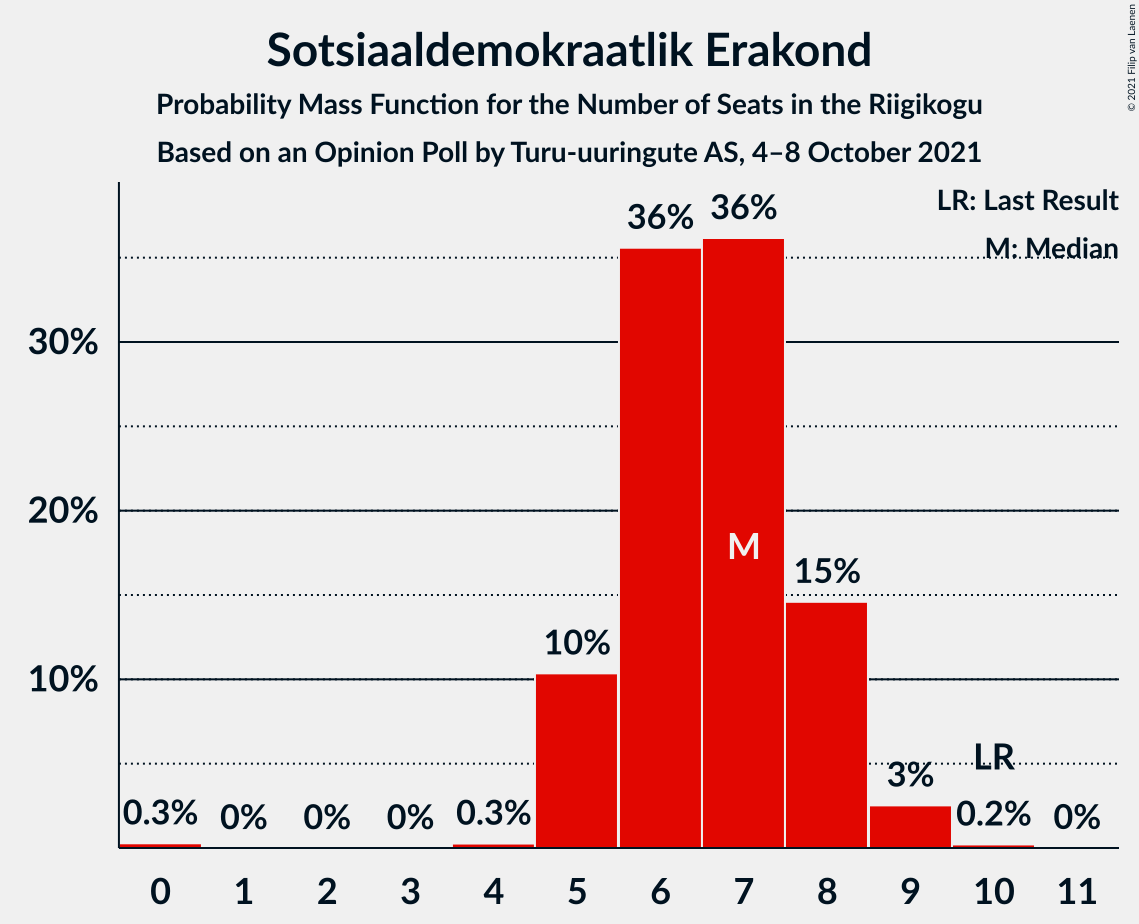 Sotsiaaldemokraatlik Erakond
Probability Mass Function for the Number of Seats in the Riigikogu
Based on an Opinion Poll by Turu-uuringute AS, 4–8 October 2021
© 2021 Filip van Laenen
LR: Last Result
M: Median
36% 36%
30%
20%
M
15%
10%
10%
LR
3%
0.3% 0% 0% 0% 0.3% 0.2% 0%
0 1 2 3 4 5 6 7 8 9 10 11